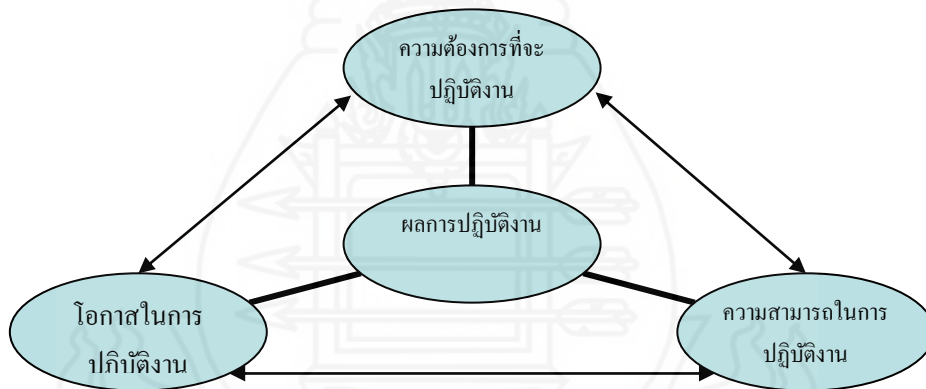 ความต้องการที่จะ
ปฏิบัติงาน
ผลการปฏิบัติงาน
โอกาสในการ
ปฏิบัติงาน
ความสามารถในการ
ปฏิบัติงาน